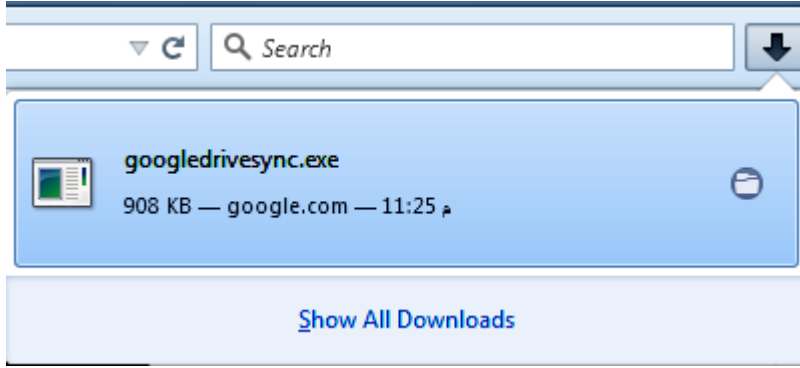 Search
googledrivesync.exe
908 KB — google.com — 11:25 م
Show All Downloads